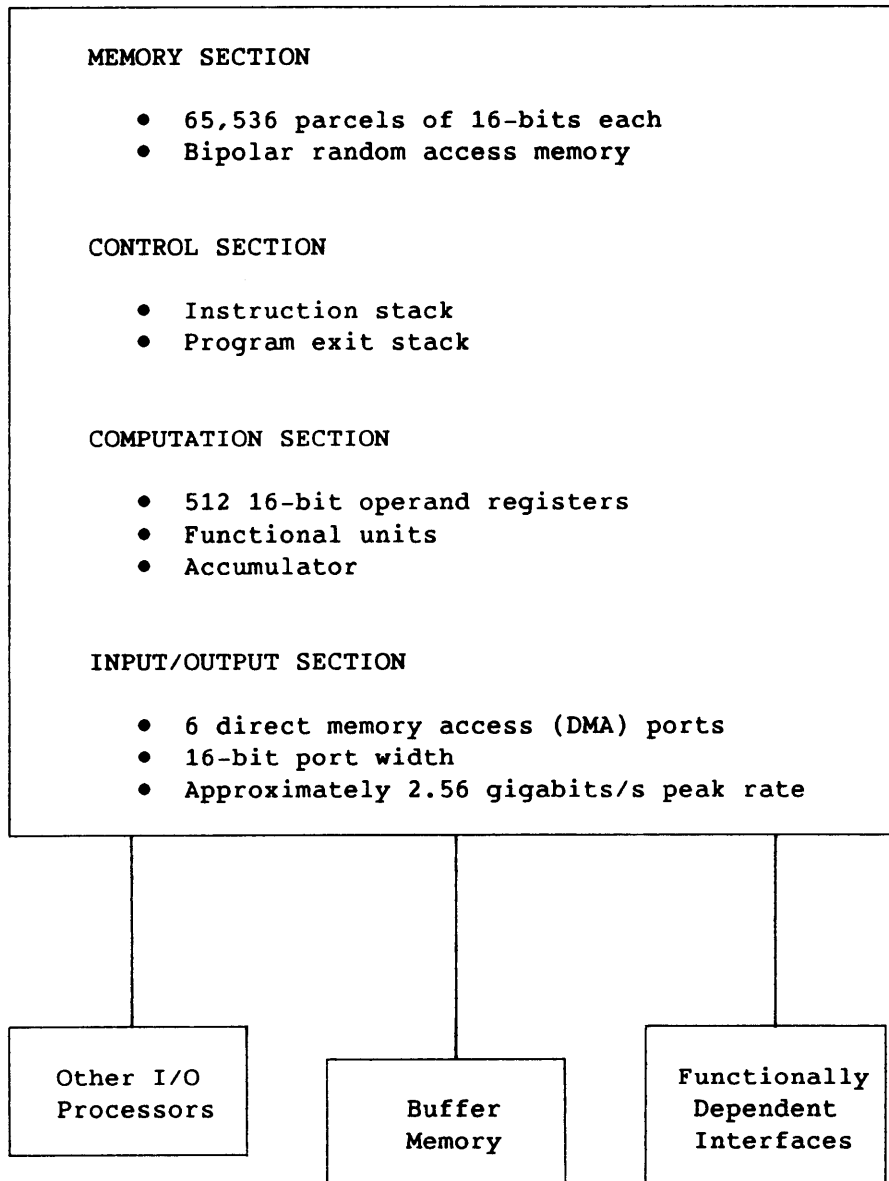 MEMORY SECTION
● 65,536 parcels of 16-bits each
● Bipolar random access memory
CONTROL SECTION
● Instruction stack
● Program exit stack
COMPUTATION SECTION
● 512 16-bit operand registers
● Functional units
● Accumulator
INPUT/OUTPUT SECTION
● 6 direct memory access (DMA) ports
● 16-bit port width
● Approximately 2.56 gigabits/s peak rate
Other I/O
Processors
Buffer
Memory
Functionally
Dependent
Interfaces